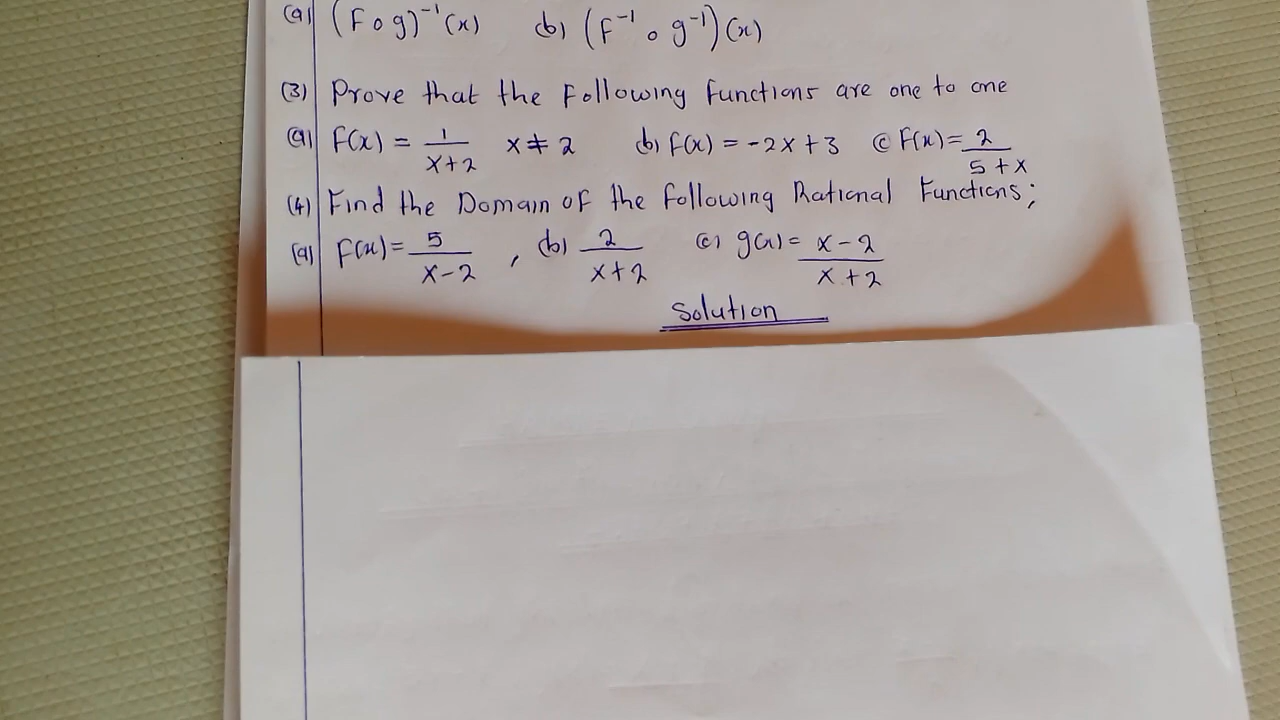 (a) (Fog)⁻¹(x) (b) (F⁻¹ o g⁻¹)(x)
(3) Prove that the Following functions are one to one
(a) F(x) = 1/(x+2) x ≠ 2 (b) f(x) = -2x+3 (c) F(x) = 2/(5+x)
(4) Find the Domain of the following Rational Functions;
(a) F(x) = 5/(x-2) , (b) 2/(x+2) (c) g(x) = (x-2)/(x+2)
Solution